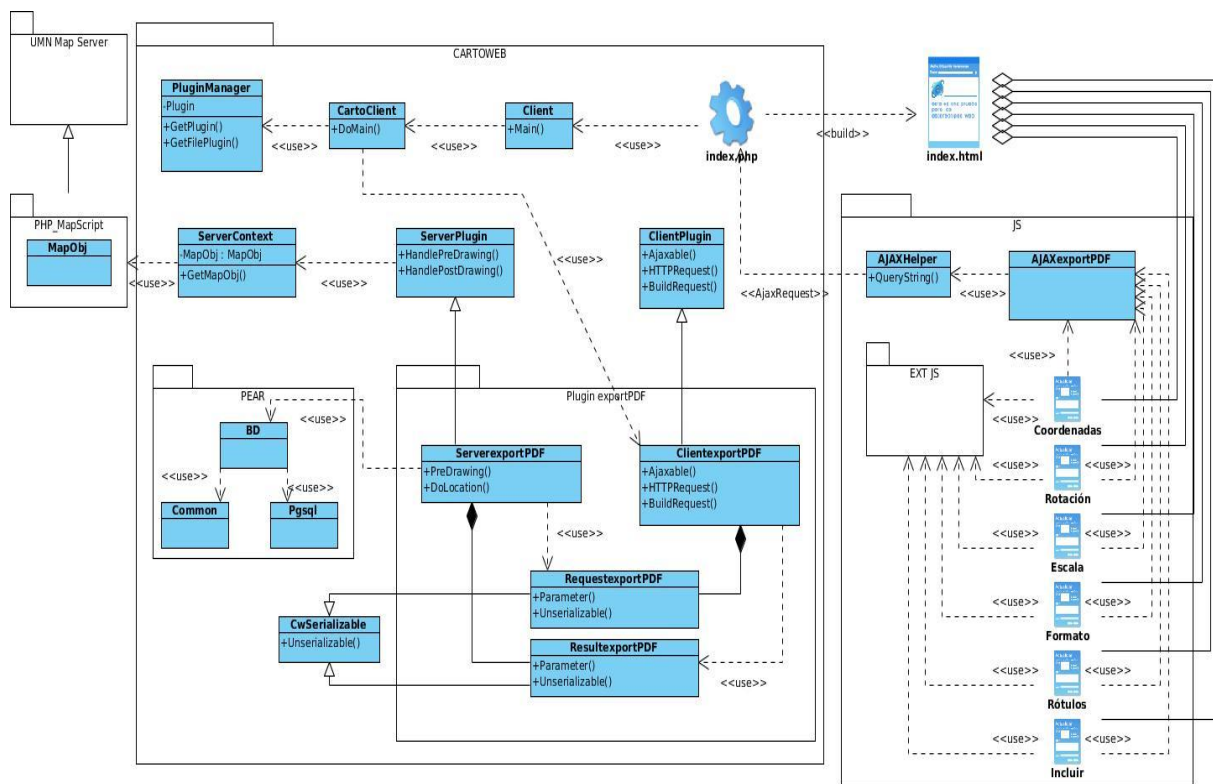 UMN Map Server
CARTOWEB
PluginManager
-Plugin
+GetPlugin()
+GetFilePlugin()
<<use>>
CartoClient
+DoMain()
<<use>>
Client
+Main()
<<use>>
index.php
<<build>>
index.html
PHP_MapScript
MapObj
<<use>>
ServerContext
-MapObj : MapObj
+GetMapObj()
<<use>>
ServerPlugin
+HandlePreDrawing()
+HandlePostDrawing()
<<use>>
ClientPlugin
+Ajaxable()
+HTTPRequest()
+BuildRequest()
<<AjaxRequest>>
JS
AJAXHelper
+QueryString()
<<use>>
AJAXexportPDF
<<use>>
EXT JS
<<use>>
Coordenadas
<<use>>
<<use>>
Rotación
<<use>>
<<use>>
Escala
<<use>>
<<use>>
Formato
<<use>>
<<use>>
Rótulos
<<use>>
<<use>>
Incluir
PEAR
BD
<<use>>
<<use>>
<<use>>
Common
Pgsql
Plugin exportPDF
ServerexportPDF
+PreDrawing()
+DoLocation()
<<use>>
ClientexportPDF
+Ajaxable()
+HTTPRequest()
+BuildRequest()
RequestexportPDF
+Parameter()
+Unserializable()
CwSerializable
+Unserializable()
ResultexportPDF
+Parameter()
+Unserializable()
<<use>>